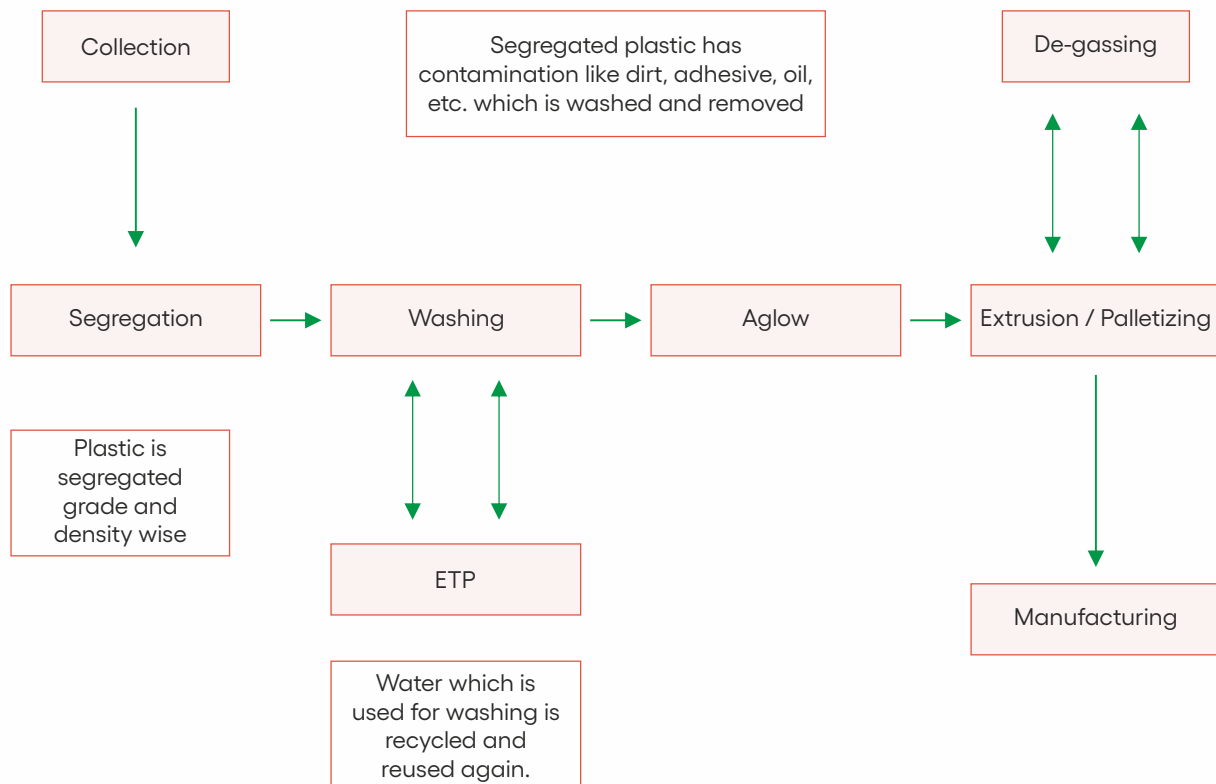 Collection
Segregated plastic has
contamination like dirt, adhesive, oil,
etc. which is washed and removed
De-gassing
Segregation
Washing
Aglow
Extrusion / Palletizing
Plastic is
segregated
grade and
density wise
ETP
Manufacturing
Water which is
used for washing is
recycled and
reused again.